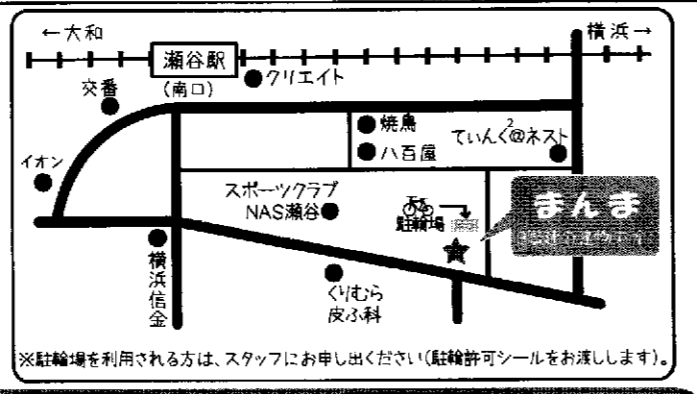 ←大和
横浜→
瀬谷駅
(南口)
クリエイト
交番
焼鳥
八百屋
2
てぃんく@ネスト
イオン
スポーツクラブ
NAS瀬谷
駐輪場
まんま
横浜信金
くりむら
皮ふ科
※駐輪場を利用される方は、スタッフにお申し出ください(駐輪許可シールをお渡しします)。